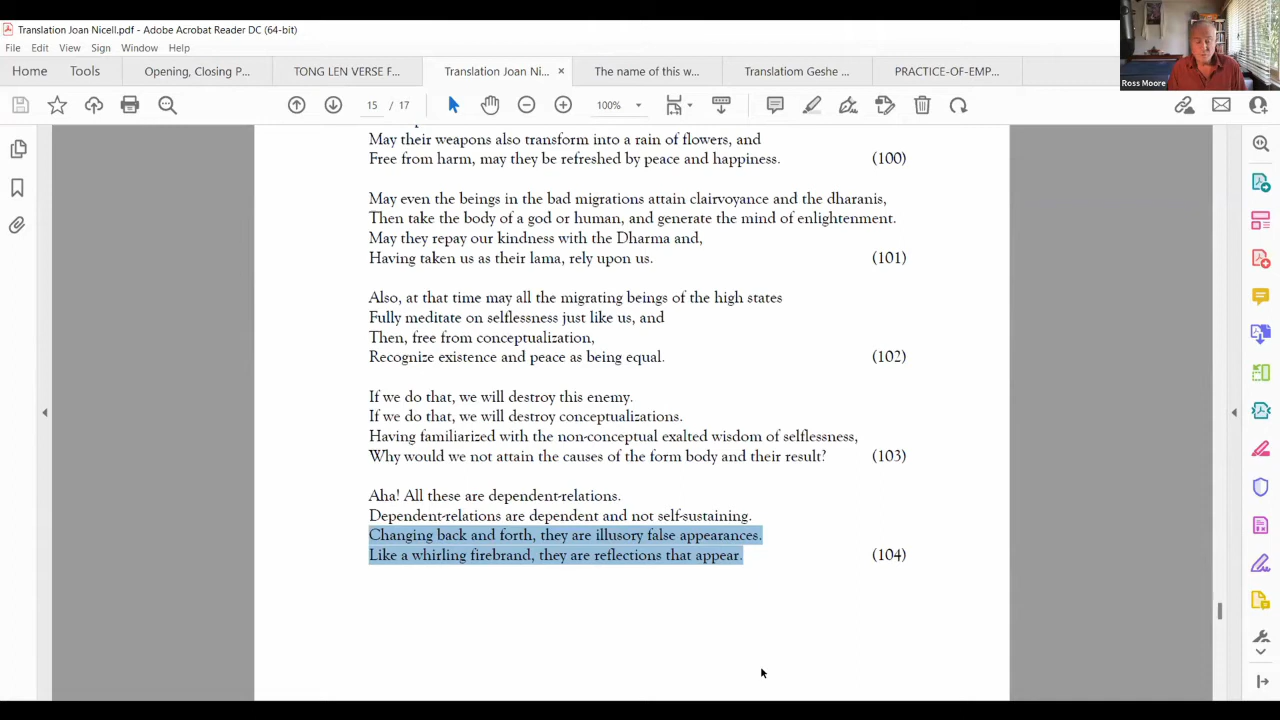 Translation Joan Nicell.pdf - Adobe Acrobat Reader DC (64-bit)
File Edit View Sign Window Help
Home Tools Opening, Closing P... TONG LEN VERSE F... Translation Joan Ni... × The name of this w... Translatiom Geshe ... PRACTICE-OF-EMP...
15 / 17 100%
Ross Moore
May their weapons also transform into a rain of flowers, and
Free from harm, may they be refreshed by peace and happiness. (100)
May even the beings in the bad migrations attain clairvoyance and the dharanis,
Then take the body of a god or human, and generate the mind of enlightenment.
May they repay our kindness with the Dharma and,
Having taken us as their lama, rely upon us. (101)
Also, at that time may all the migrating beings of the high states
Fully meditate on selflessness just like us, and
Then, free from conceptualization,
Recognize existence and peace as being equal. (102)
If we do that, we will destroy this enemy.
If we do that, we will destroy conceptualizations.
Having familiarized with the non-conceptual exalted wisdom of selflessness,
Why would we not attain the causes of the form body and their result? (103)
Aha! All these are dependent-relations.
Dependent-relations are dependent and not self-sustaining.
Changing back and forth, they are illusory false appearances.
Like a whirling firebrand, they are reflections that appear. (104)